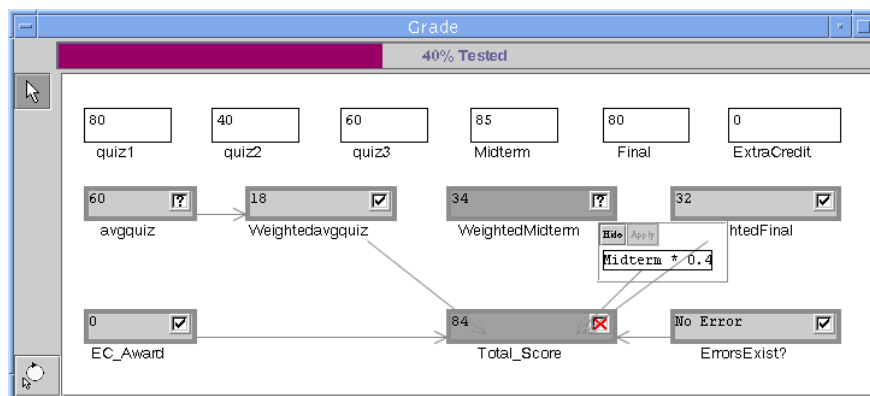 Grade
40% Tested
80
40
60
85
80
0
quiz1
quiz2
quiz3
Midterm
Final
ExtraCredit
60 ?
18
34 ?
32
avgquiz
Weightedavgquiz
WeightedMidterm
htedFinal
Hide Apply
Midterm * 0.4
0
84
No Error
EC_Award
Total_Score
ErrorsExist?